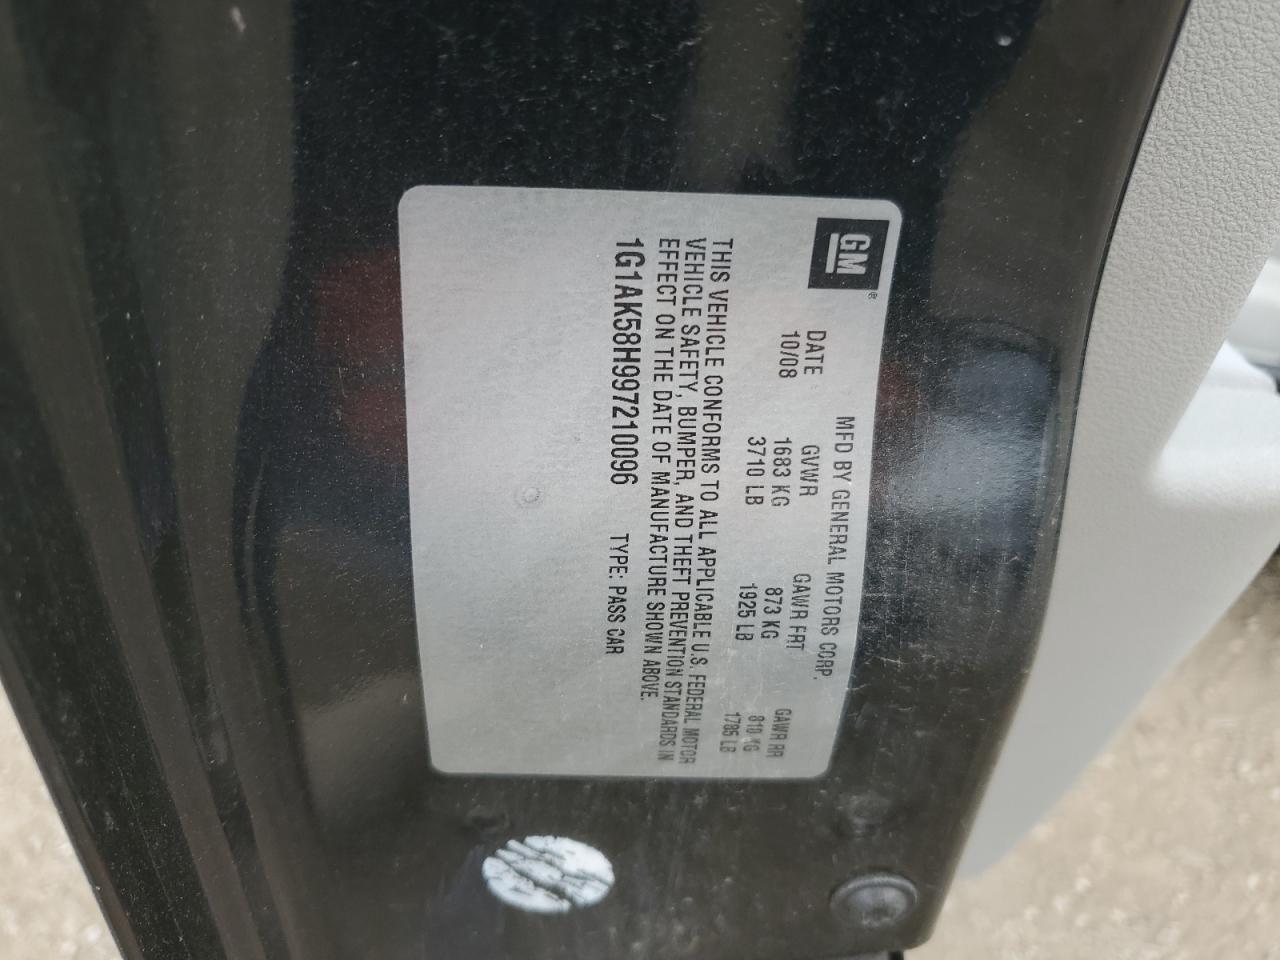 GM®
MFD BY GENERAL MOTORS CORP.
DATE GVWR GAWR FRT GAWR RR
10/08 1683 KG 873 KG 810 KG
3710 LB 1925 LB 1785 LB
THIS VEHICLE CONFORMS TO ALL APPLICABLE U.S. FEDERAL MOTOR
VEHICLE SAFETY, BUMPER, AND THEFT PREVENTION STANDARDS IN
EFFECT ON THE DATE OF MANUFACTURE SHOWN ABOVE.
1G1AK58H997210096 TYPE: PASS CAR